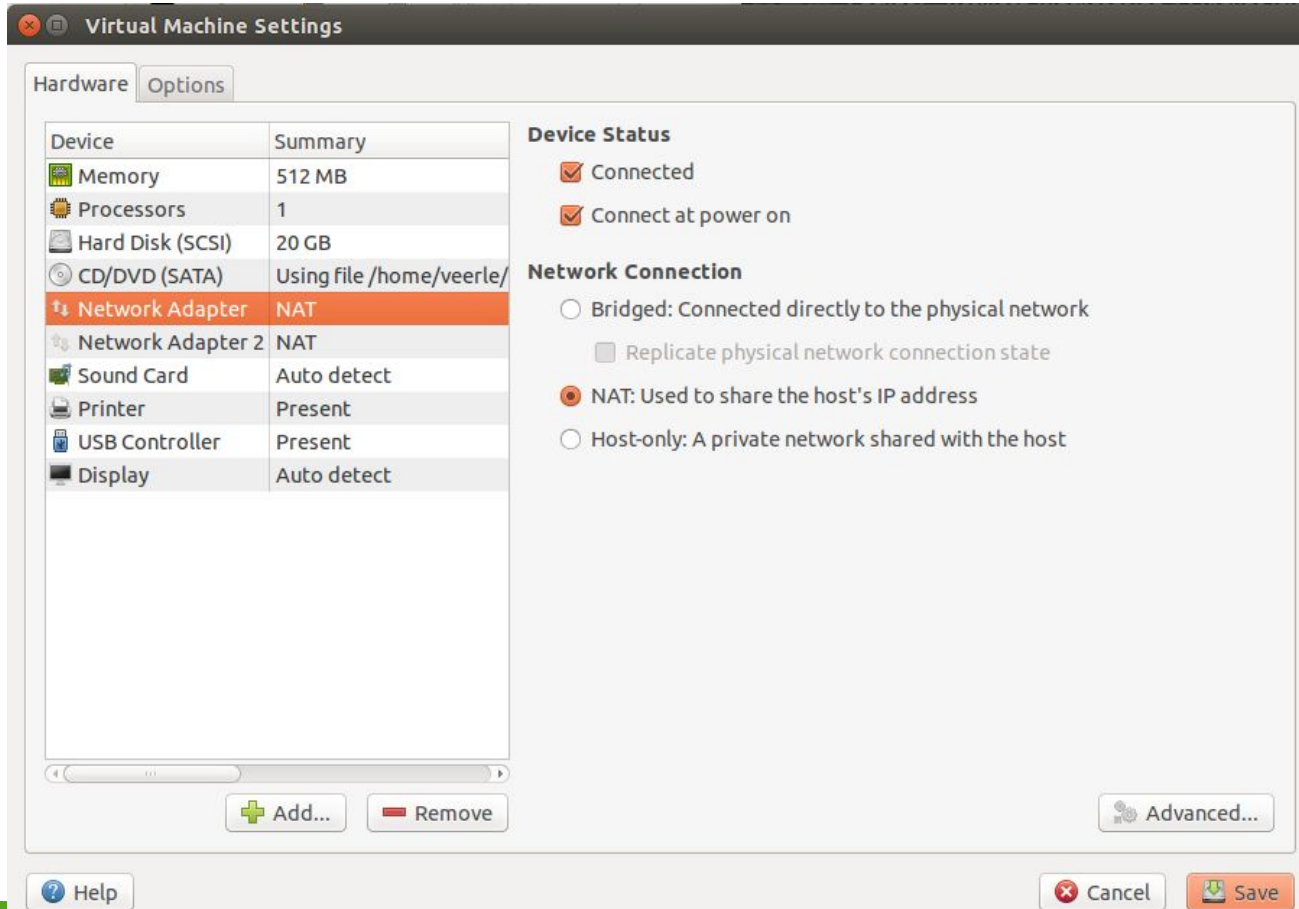 Virtual Machine Settings
Hardware Options
Device Summary
Memory 512 MB
Processors 1
Hard Disk (SCSI) 20 GB
CD/DVD (SATA) Using file /home/veerle/
Network Adapter NAT
Network Adapter 2 NAT
Sound Card Auto detect
Printer Present
USB Controller Present
Display Auto detect
Add... Remove
Device Status
Connected
Connect at power on
Network Connection
Bridged: Connected directly to the physical network
Replicate physical network connection state
NAT: Used to share the host's IP address
Host-only: A private network shared with the host
Advanced...
Help Cancel Save